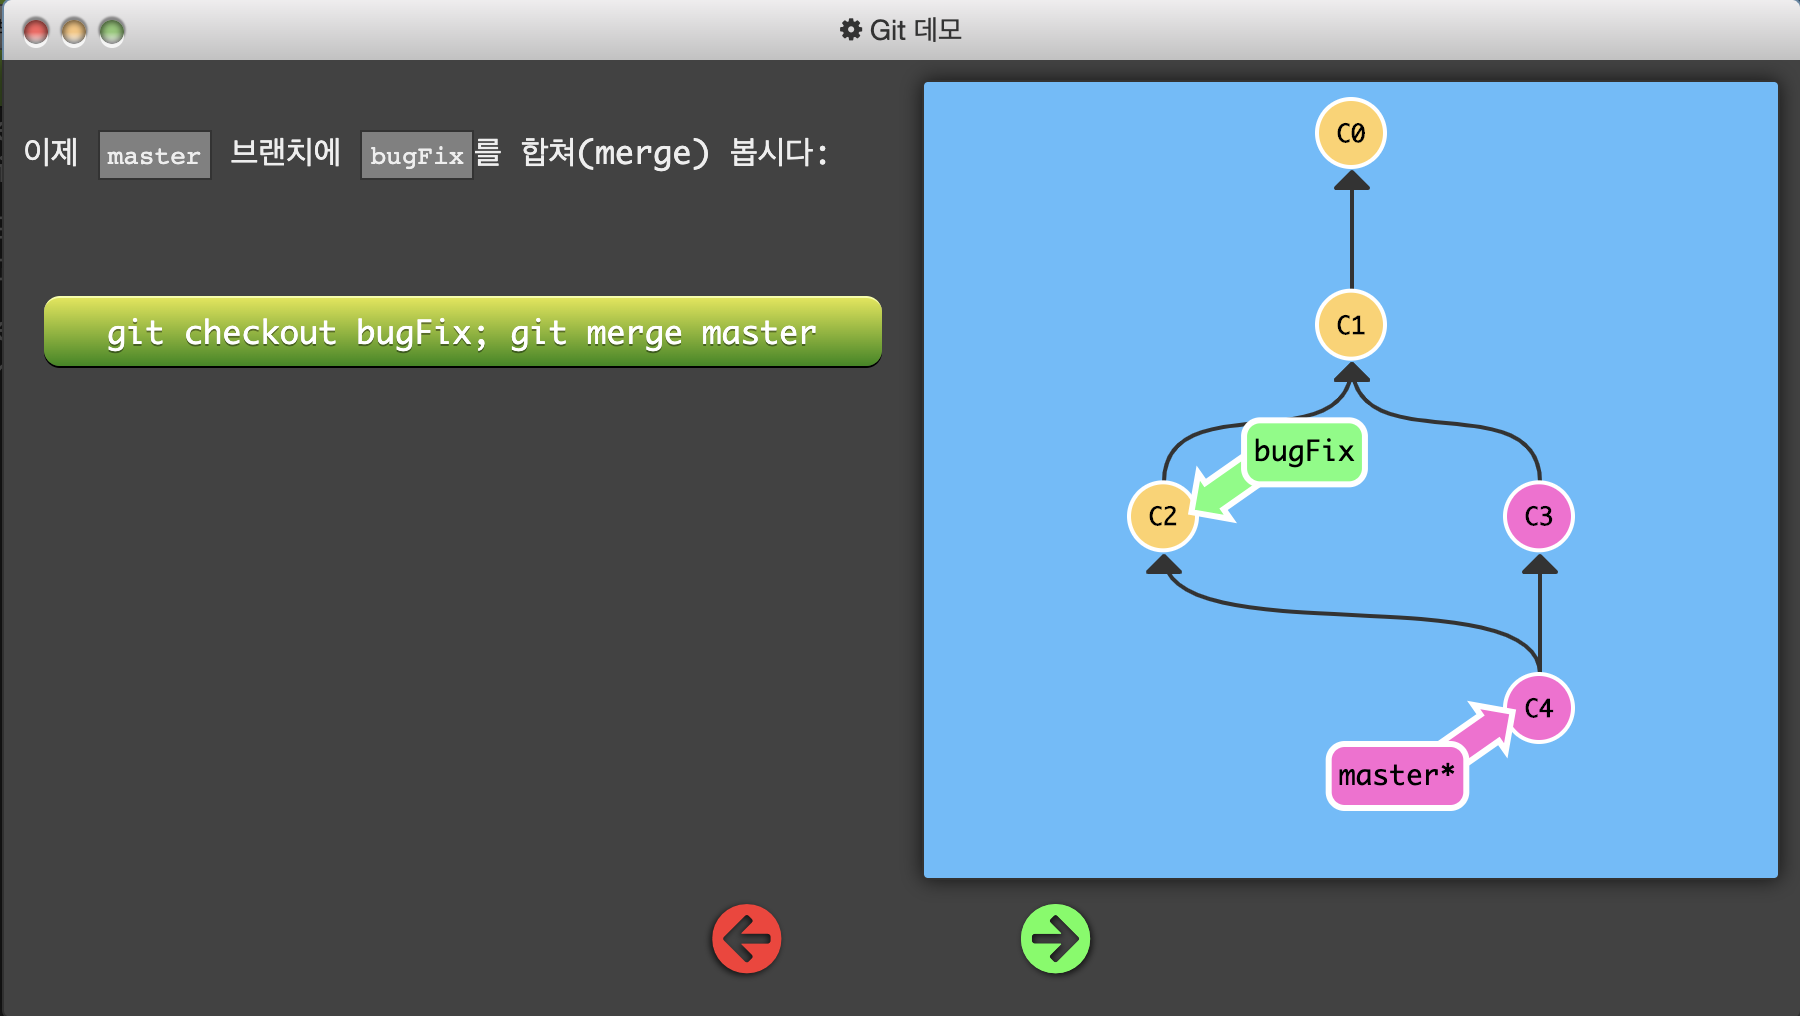 Git 데모
이제 master 브랜치에 bugFix를 합쳐(merge) 봅시다:
git checkout bugFix; git merge master
C0
C1
bugFix
C2
C3
C4
master*